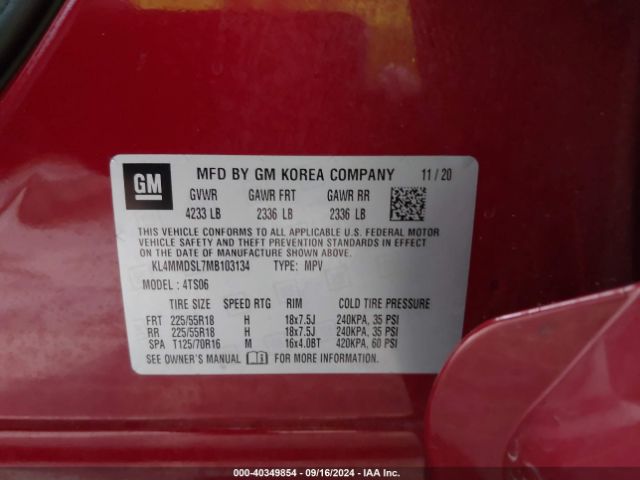 GM
MFD BY GM KOREA COMPANY 11/20
GVWR GAWR FRT GAWR RR
4233 LB 2336 LB 2336 LB
THIS VEHICLE CONFORMS TO ALL APPLICABLE U.S. FEDERAL MOTOR
VEHICLE SAFETY AND THEFT PREVENTION STANDARDS IN EFFECT
ON THE DATE OF MANUFACTURE SHOWN ABOVE.
KL4MMDSL7MB103134 TYPE: MPV
MODEL: 4TS06
TIRE SIZE SPEED RTG RIM COLD TIRE PRESSURE
FRT 225/55R18 H 18x7.5J 240KPA, 35 PSI
RR 225/55R18 H 18x7.5J 240KPA, 35 PSI
SPA T125/70R16 M 16x4.0BT 420KPA, 60 PSI
SEE OWNER'S MANUAL FOR MORE INFORMATION.
000-40349854 - 09/16/2024 - IAA Inc.